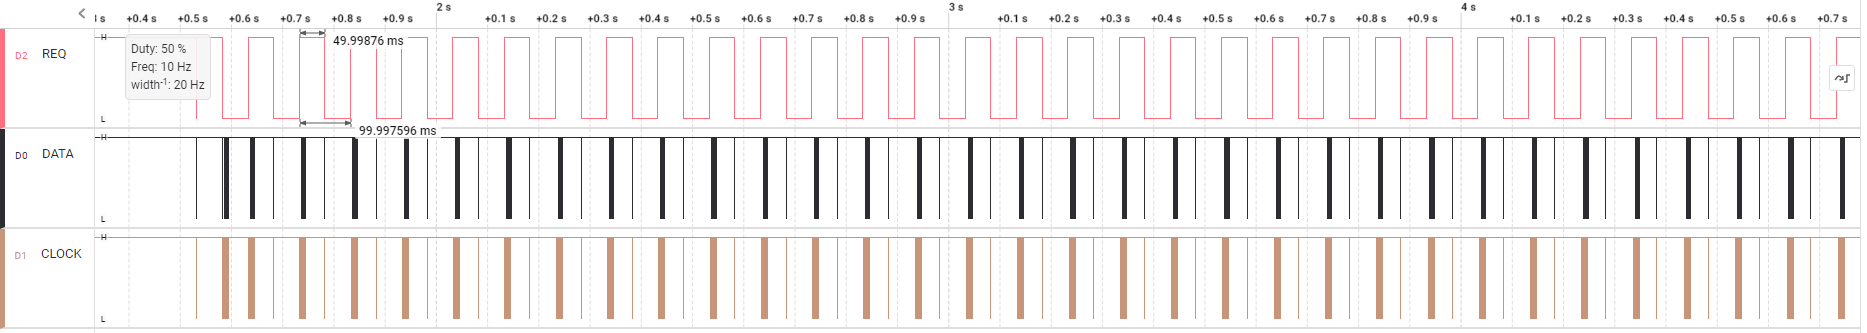 2 s 3 s 4 s
s +0.4 s +0.5 s +0.6 s +0.7 s +0.8 s +0.9 s +0.1 s +0.2 s +0.3 s +0.4 s +0.5 s +0.6 s +0.7 s +0.8 s +0.9 s +0.1 s +0.2 s +0.3 s +0.4 s +0.5 s +0.6 s +0.7 s +0.8 s +0.9 s +0.1 s +0.2 s +0.3 s +0.4 s +0.5 s +0.6 s +0.7 s
H
49.99876 ms
Duty: 50 %
D2 REQ
Freq: 10 Hz
width-1: 20 Hz
L
99.997596 ms
H
D0 DATA
L
H
D1 CLOCK
L